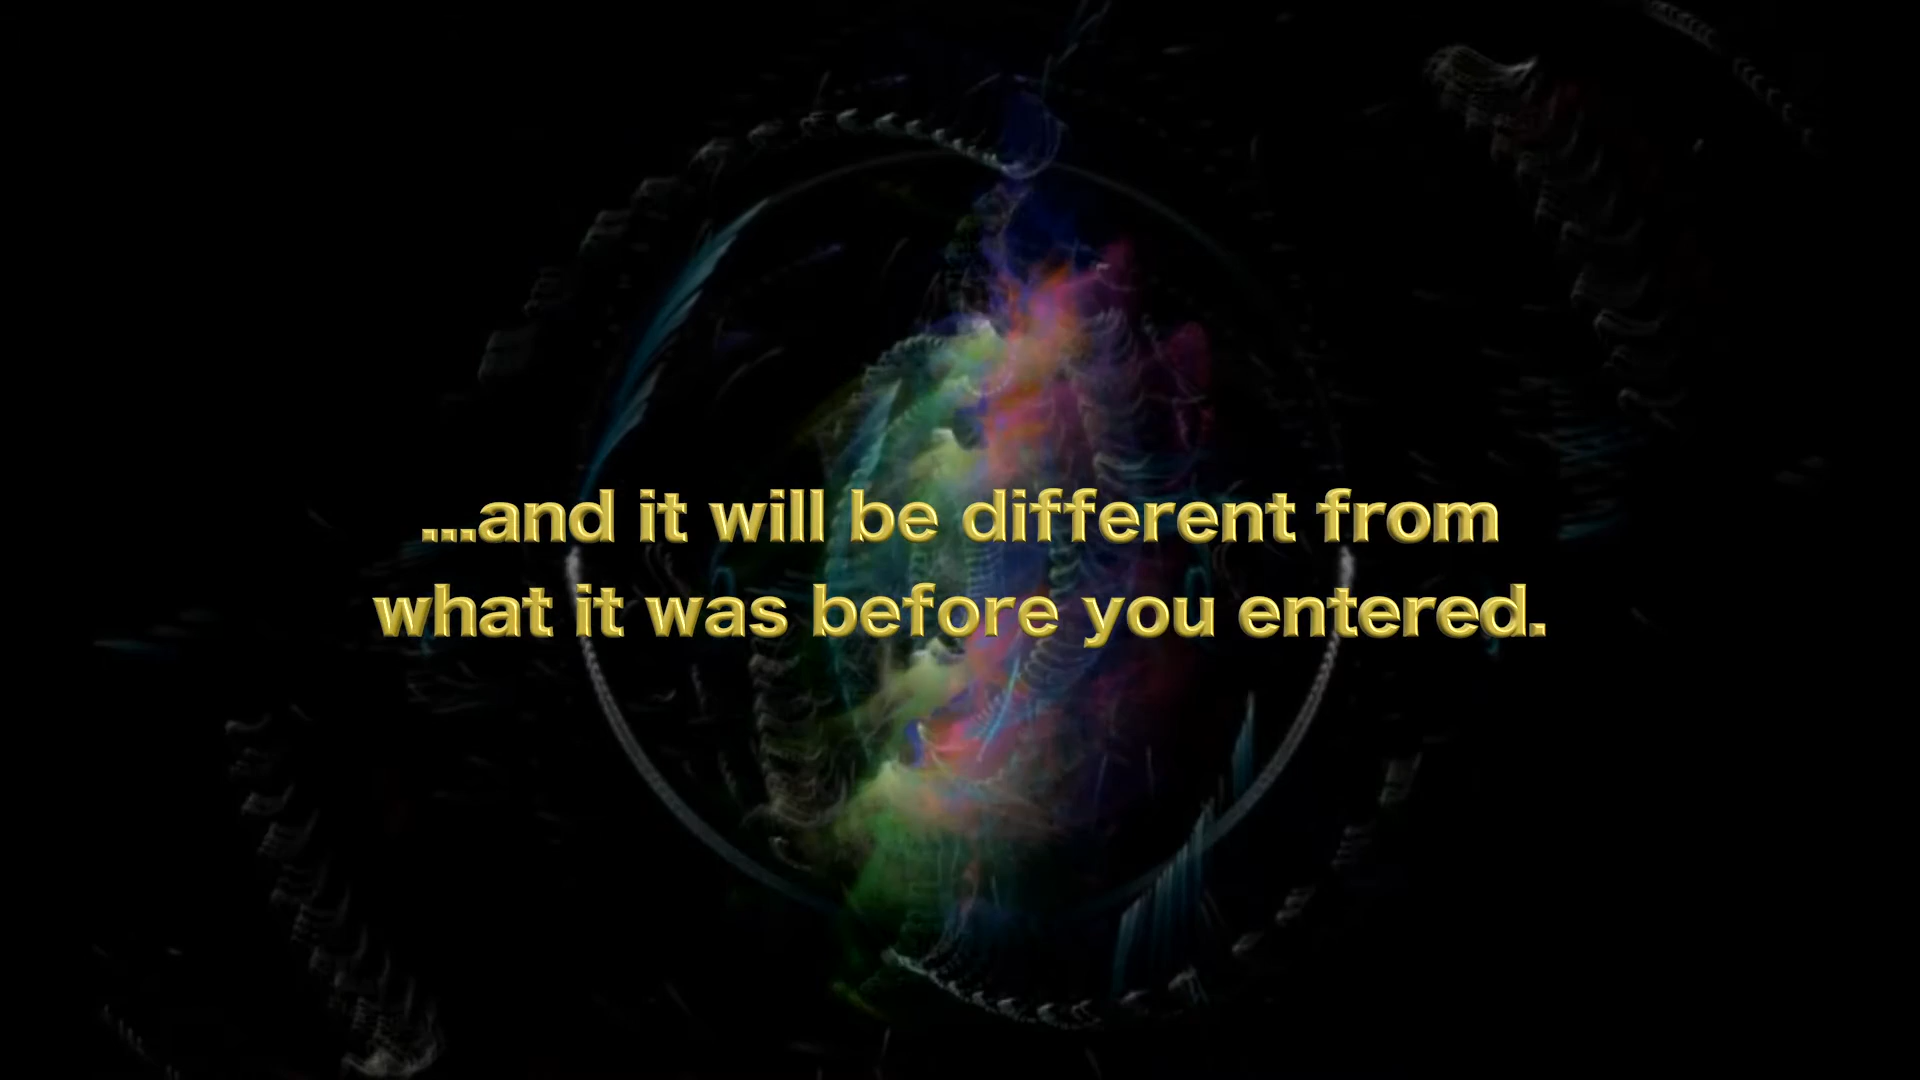 ...and it will be different from
what it was before you entered.